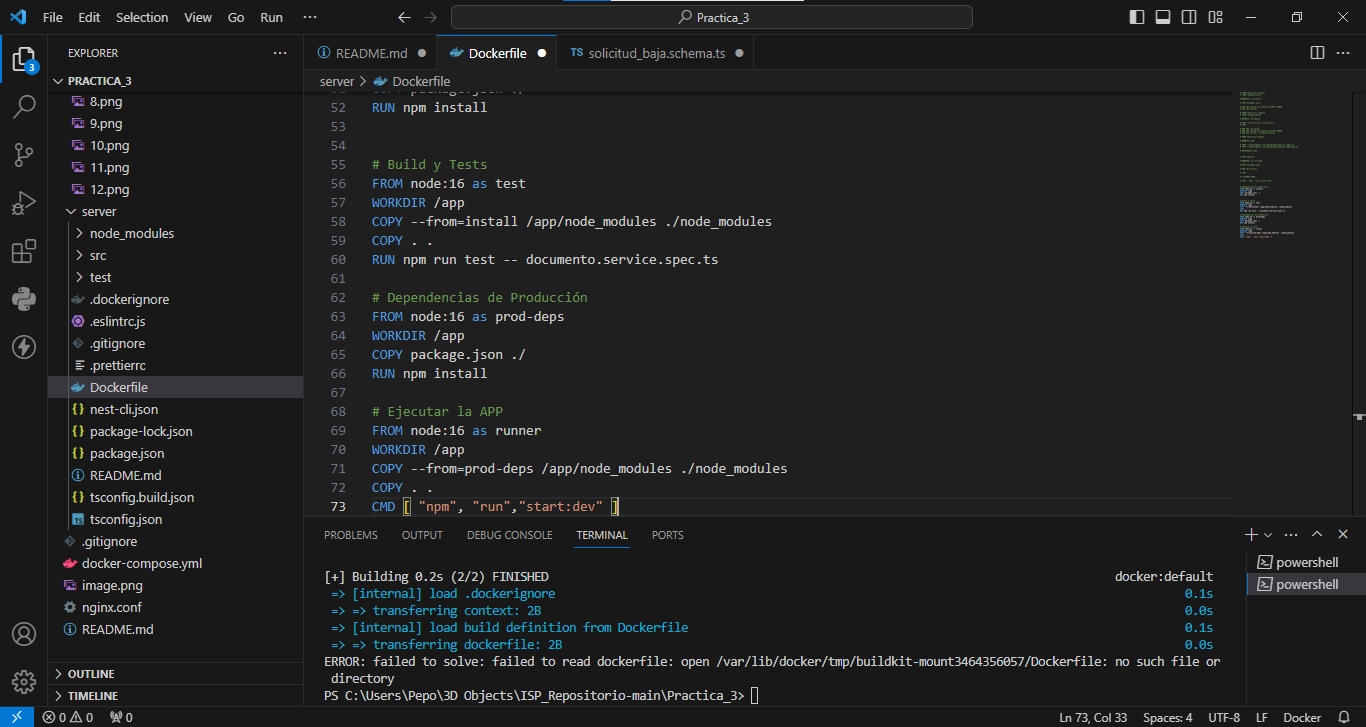 File Edit Selection View Go Run ··· Practica_3
EXPLORER ···
PRACTICA_3
8.png
9.png
10.png
11.png
12.png
server
node_modules
src
test
.dockerignore
.eslintrc.js
.gitignore
.prettierrc
Dockerfile
nest-cli.json
package-lock.json
package.json
README.md
tsconfig.build.json
tsconfig.json
.gitignore
docker-compose.yml
image.png
nginx.conf
README.md
OUTLINE
TIMELINE
3
README.md Dockerfile TS solicitud_baja.schema.ts
server > Dockerfile
52 RUN npm install
53
54
55 # Build y Tests
56 FROM node:16 as test
57 WORKDIR /app
58 COPY --from=install /app/node_modules ./node_modules
59 COPY . .
60 RUN npm run test -- documento.service.spec.ts
61
62 # Dependencias de Producción
63 FROM node:16 as prod-deps
64 WORKDIR /app
65 COPY package.json ./
66 RUN npm install
67
68 # Ejecutar la APP
69 FROM node:16 as runner
70 WORKDIR /app
71 COPY --from=prod-deps /app/node_modules ./node_modules
72 COPY . .
73 CMD [ "npm", "run","start:dev" ]
PROBLEMS OUTPUT DEBUG CONSOLE TERMINAL PORTS
[+] Building 0.2s (2/2) FINISHED docker:default
=> [internal] load .dockerignore 0.1s
=> => transferring context: 2B 0.0s
=> [internal] load build definition from Dockerfile 0.1s
=> => transferring dockerfile: 2B 0.0s
ERROR: failed to solve: failed to read dockerfile: open /var/lib/docker/tmp/buildkit-mount3464356057/Dockerfile: no such file or
directory
PS C:\Users\Pepo\3D Objects\ISP_Repositorio-main\Practica_3>
powershell
powershell
0 0 0 Ln 73, Col 33 Spaces: 4 UTF-8 LF Docker